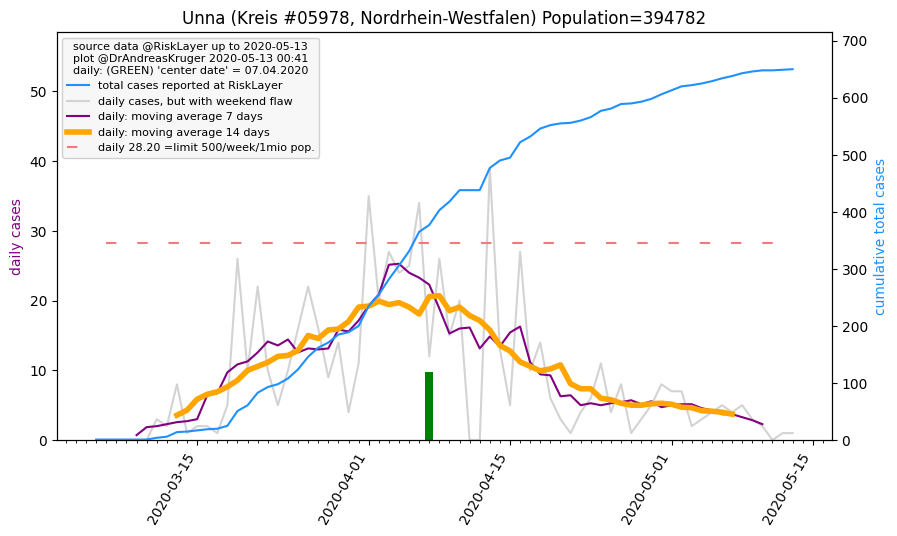 Unna (Kreis #05978, Nordrhein-Westfalen) Population=394782
source data @RiskLayer up to 2020-05-13
plot @DrAndreasKruger 2020-05-13 00:41
daily: (GREEN) 'center date' = 07.04.2020
total cases reported at RiskLayer
daily cases, but with weekend flaw
daily: moving average 7 days
daily: moving average 14 days
daily 28.20 =limit 500/week/1mio pop.
daily cases
50
40
30
20
10
0
700
600
500
400
300
200
100
0
cumulative total cases
2020-03-15
2020-04-01
2020-04-15
2020-05-01
2020-05-15